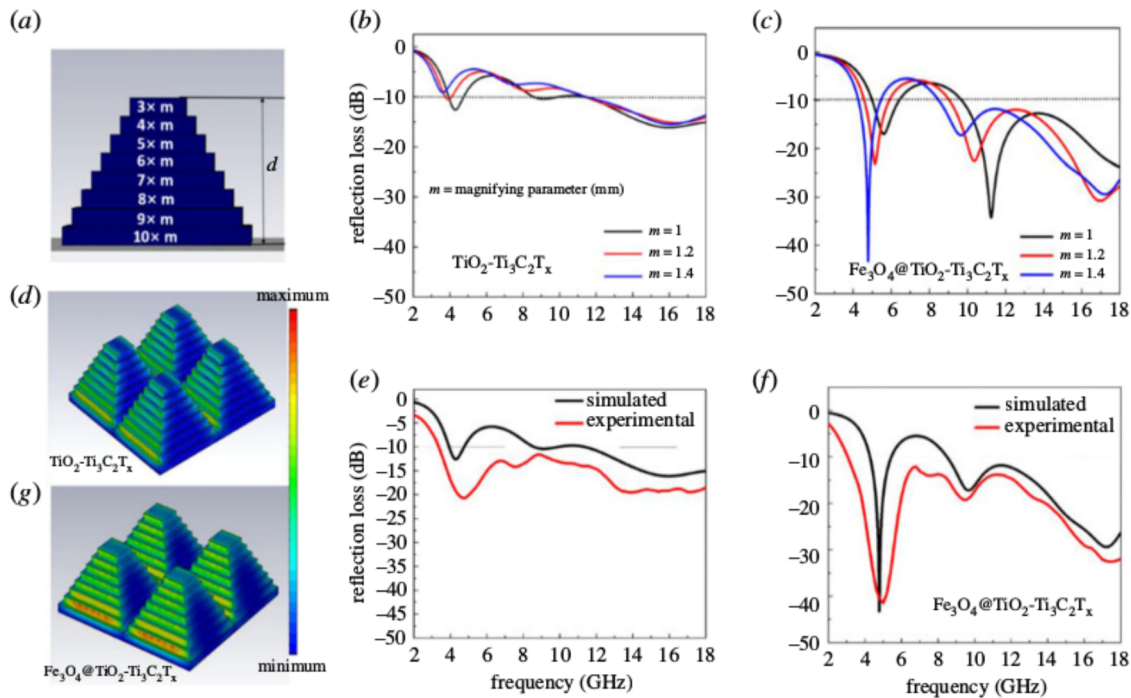 (a)
3× m
4× m
5× m
6× m
7× m
8× m
9× m
10× m
d
(b)
0
−10
−20
−30
−40
−50
reflection loss (dB)
m = magnifying parameter (mm)
m = 1
m = 1.2
m = 1.4
TiO₂-Ti₃C₂Tₓ
2 4 6 8 10 12 14 16 18
(c)
0
−10
−20
−30
−40
−50
m = 1
m = 1.2
m = 1.4
Fe₃O₄@TiO₂-Ti₃C₂Tₓ
2 4 6 8 10 12 14 16 18
(d)
maximum
TiO₂-Ti₃C₂Tₓ
(g)
Fe₃O₄@TiO₂-Ti₃C₂Tₓ
minimum
(e)
0
−5
−10
−15
−20
−25
−30
−35
−40
−45
−50
reflection loss (dB)
simulated
experimental
2 4 6 8 10 12 14 16 18
frequency (GHz)
(f)
0
−10
−20
−30
−40
−50
simulated
experimental
Fe₃O₄@TiO₂-Ti₃C₂Tₓ
2 4 6 8 10 12 14 16 18
frequency (GHz)